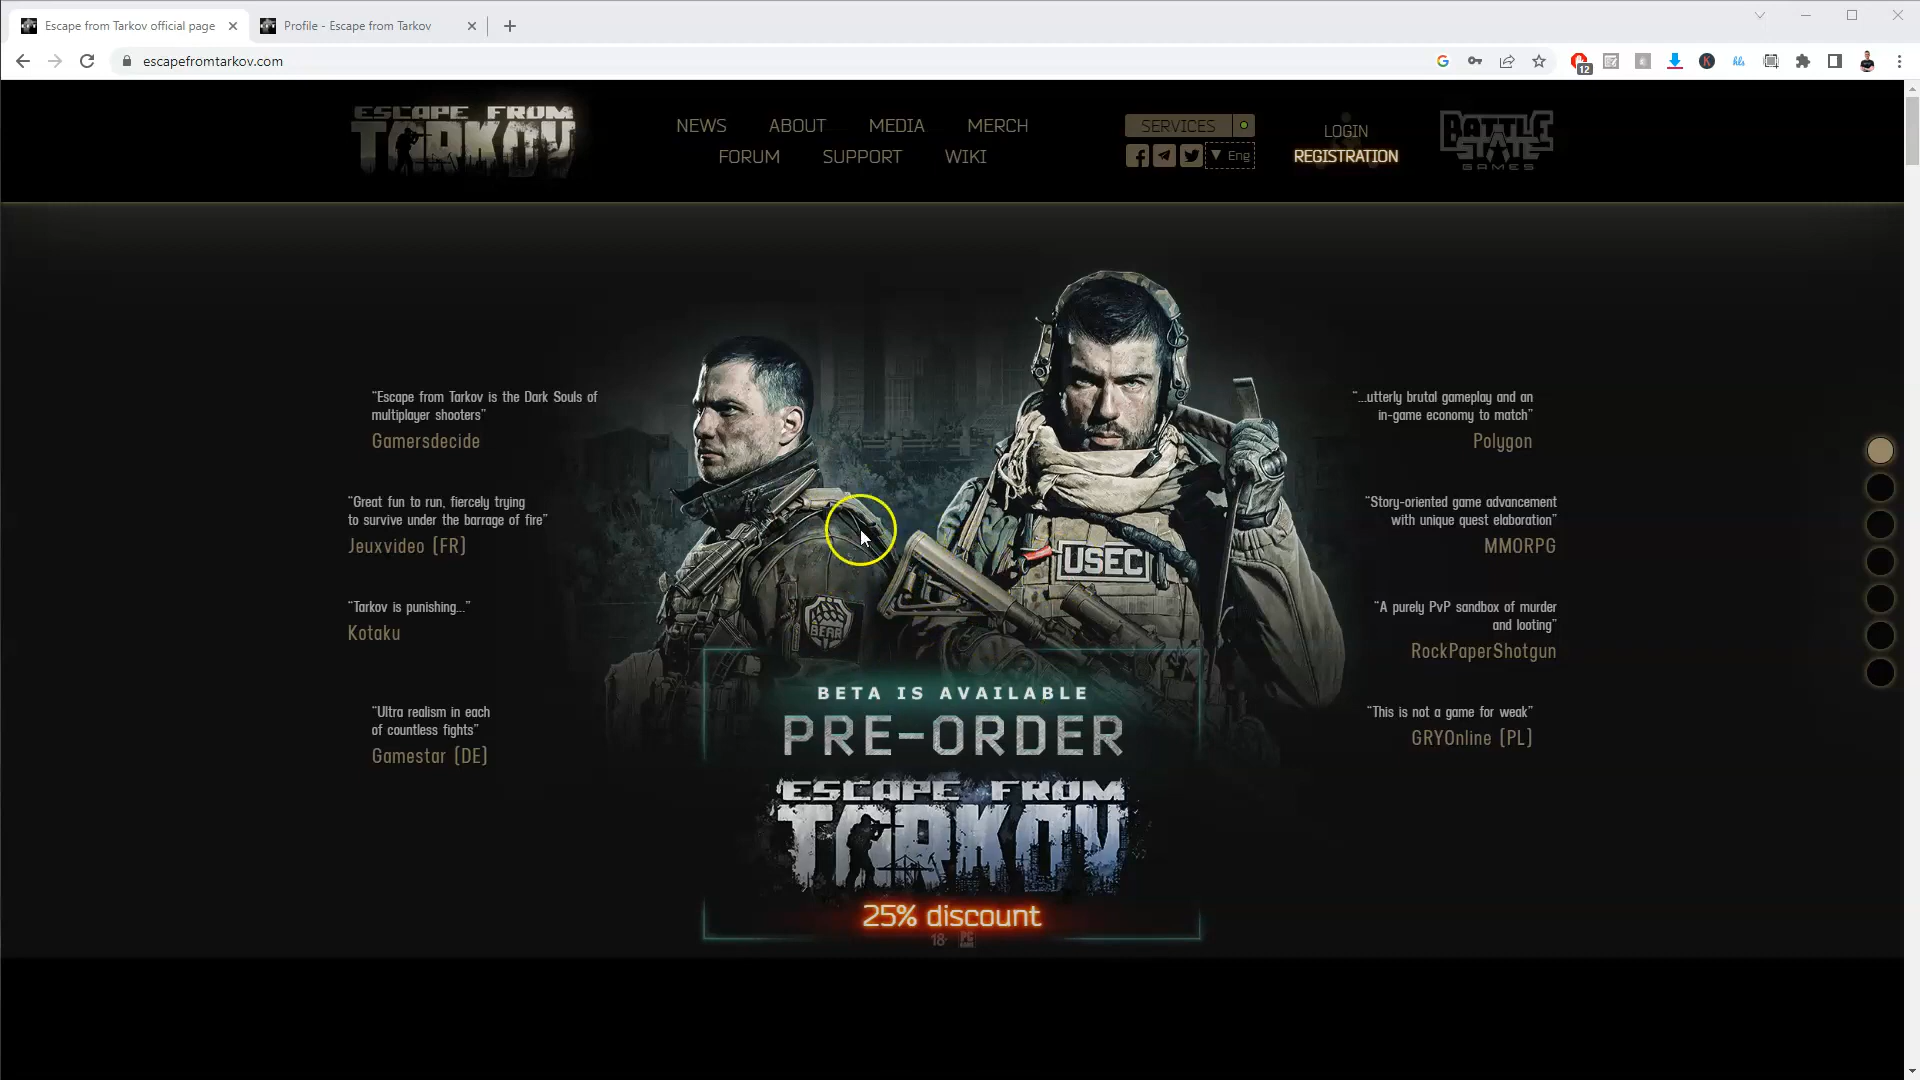 Escape from Tarkov official page
Profile - Escape from Tarkov
escapefromtarkov.com
12
ESCAPE FROM
TARKOV
NEWS ABOUT MEDIA MERCH
FORUM SUPPORT WIKI
SERVICES
▼ Eng
LOGIN
REGISTRATION
BATTLE
STATE
GAMES
“Escape from Tarkov is the Dark Souls of
multiplayer shooters”
Gamersdecide
“Great fun to run, fiercely trying
to survive under the barrage of fire”
Jeuxvideo (FR)
“Tarkov is punishing...”
Kotaku
“Ultra realism in each
of countless fights”
Gamestar (DE)
“...utterly brutal gameplay and an
in-game economy to match”
Polygon
“Story-oriented game advancement
with unique quest elaboration”
MMORPG
“A purely PvP sandbox of murder
and looting”
RockPaperShotgun
“This is not a game for weak”
GRYOnline (PL)
USEC
BEAR
BETA IS AVAILABLE
PRE-ORDER
ESCAPE FROM
TARKOV
25% discount
18+